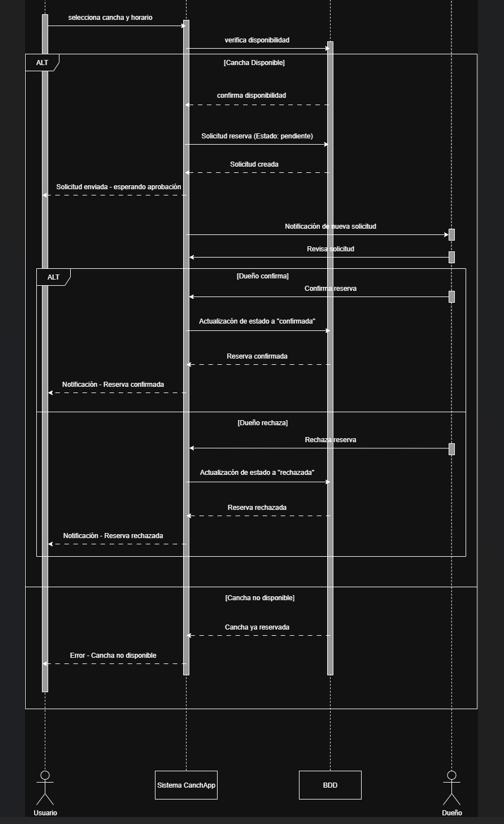 selecciona cancha y horario
verifica disponibilidad
ALT
[Cancha Disponible]
confirma disponibilidad
Solicitud reserva (Estado: pendiente)
Solicitud creada
Solicitud enviada - esperando aprobación
Notificación de nueva solicitud
Revisa solicitud
ALT
[Dueño confirma]
Confirma reserva
Actualizacón de estado a "confirmada"
Reserva confirmada
Notificación - Reserva confirmada
[Dueño rechaza]
Rechaza reserva
Actualizacón de estado a "rechazada"
Reserva rechazada
Notificación - Reserva rechazada
[Cancha no disponible]
Cancha ya reservada
Error - Cancha no disponible
Usuario
Sistema CanchApp
BDD
Dueño